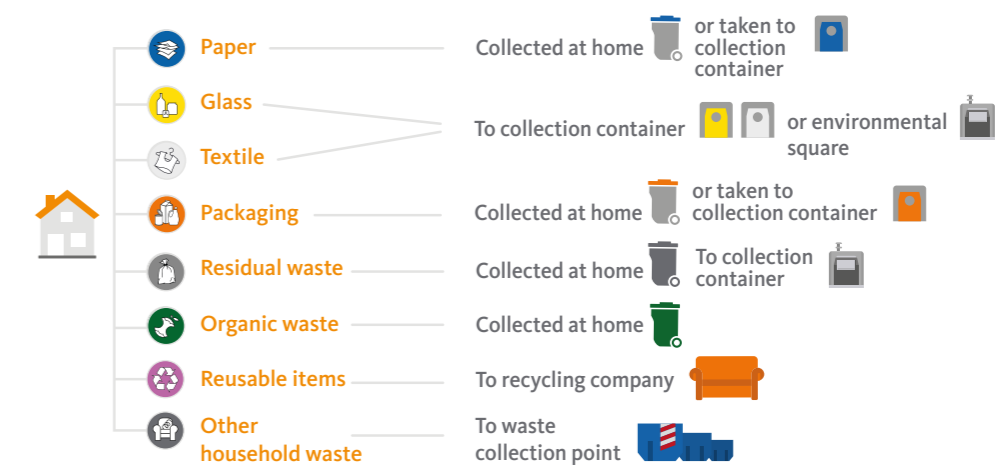 Paper
Collected at home
or taken to
collection
container
Glass
Textile
To collection container
or environmental
square
Packaging
Collected at home
or taken to
collection container
Residual waste
Collected at home
To collection
container
Organic waste
Collected at home
Reusable items
To recycling company
Other
household waste
To waste
collection point